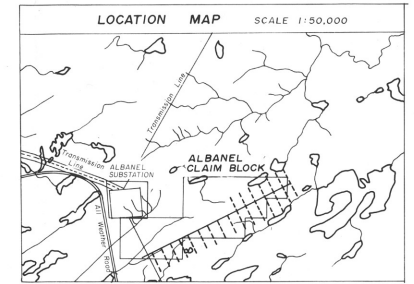 LOCATION MAP SCALE 1:50,000
Transmission Line
Transmission
Line
ALBANEL
SUBSTATION
ALBANEL
CLAIM BLOCK
All Weather Road